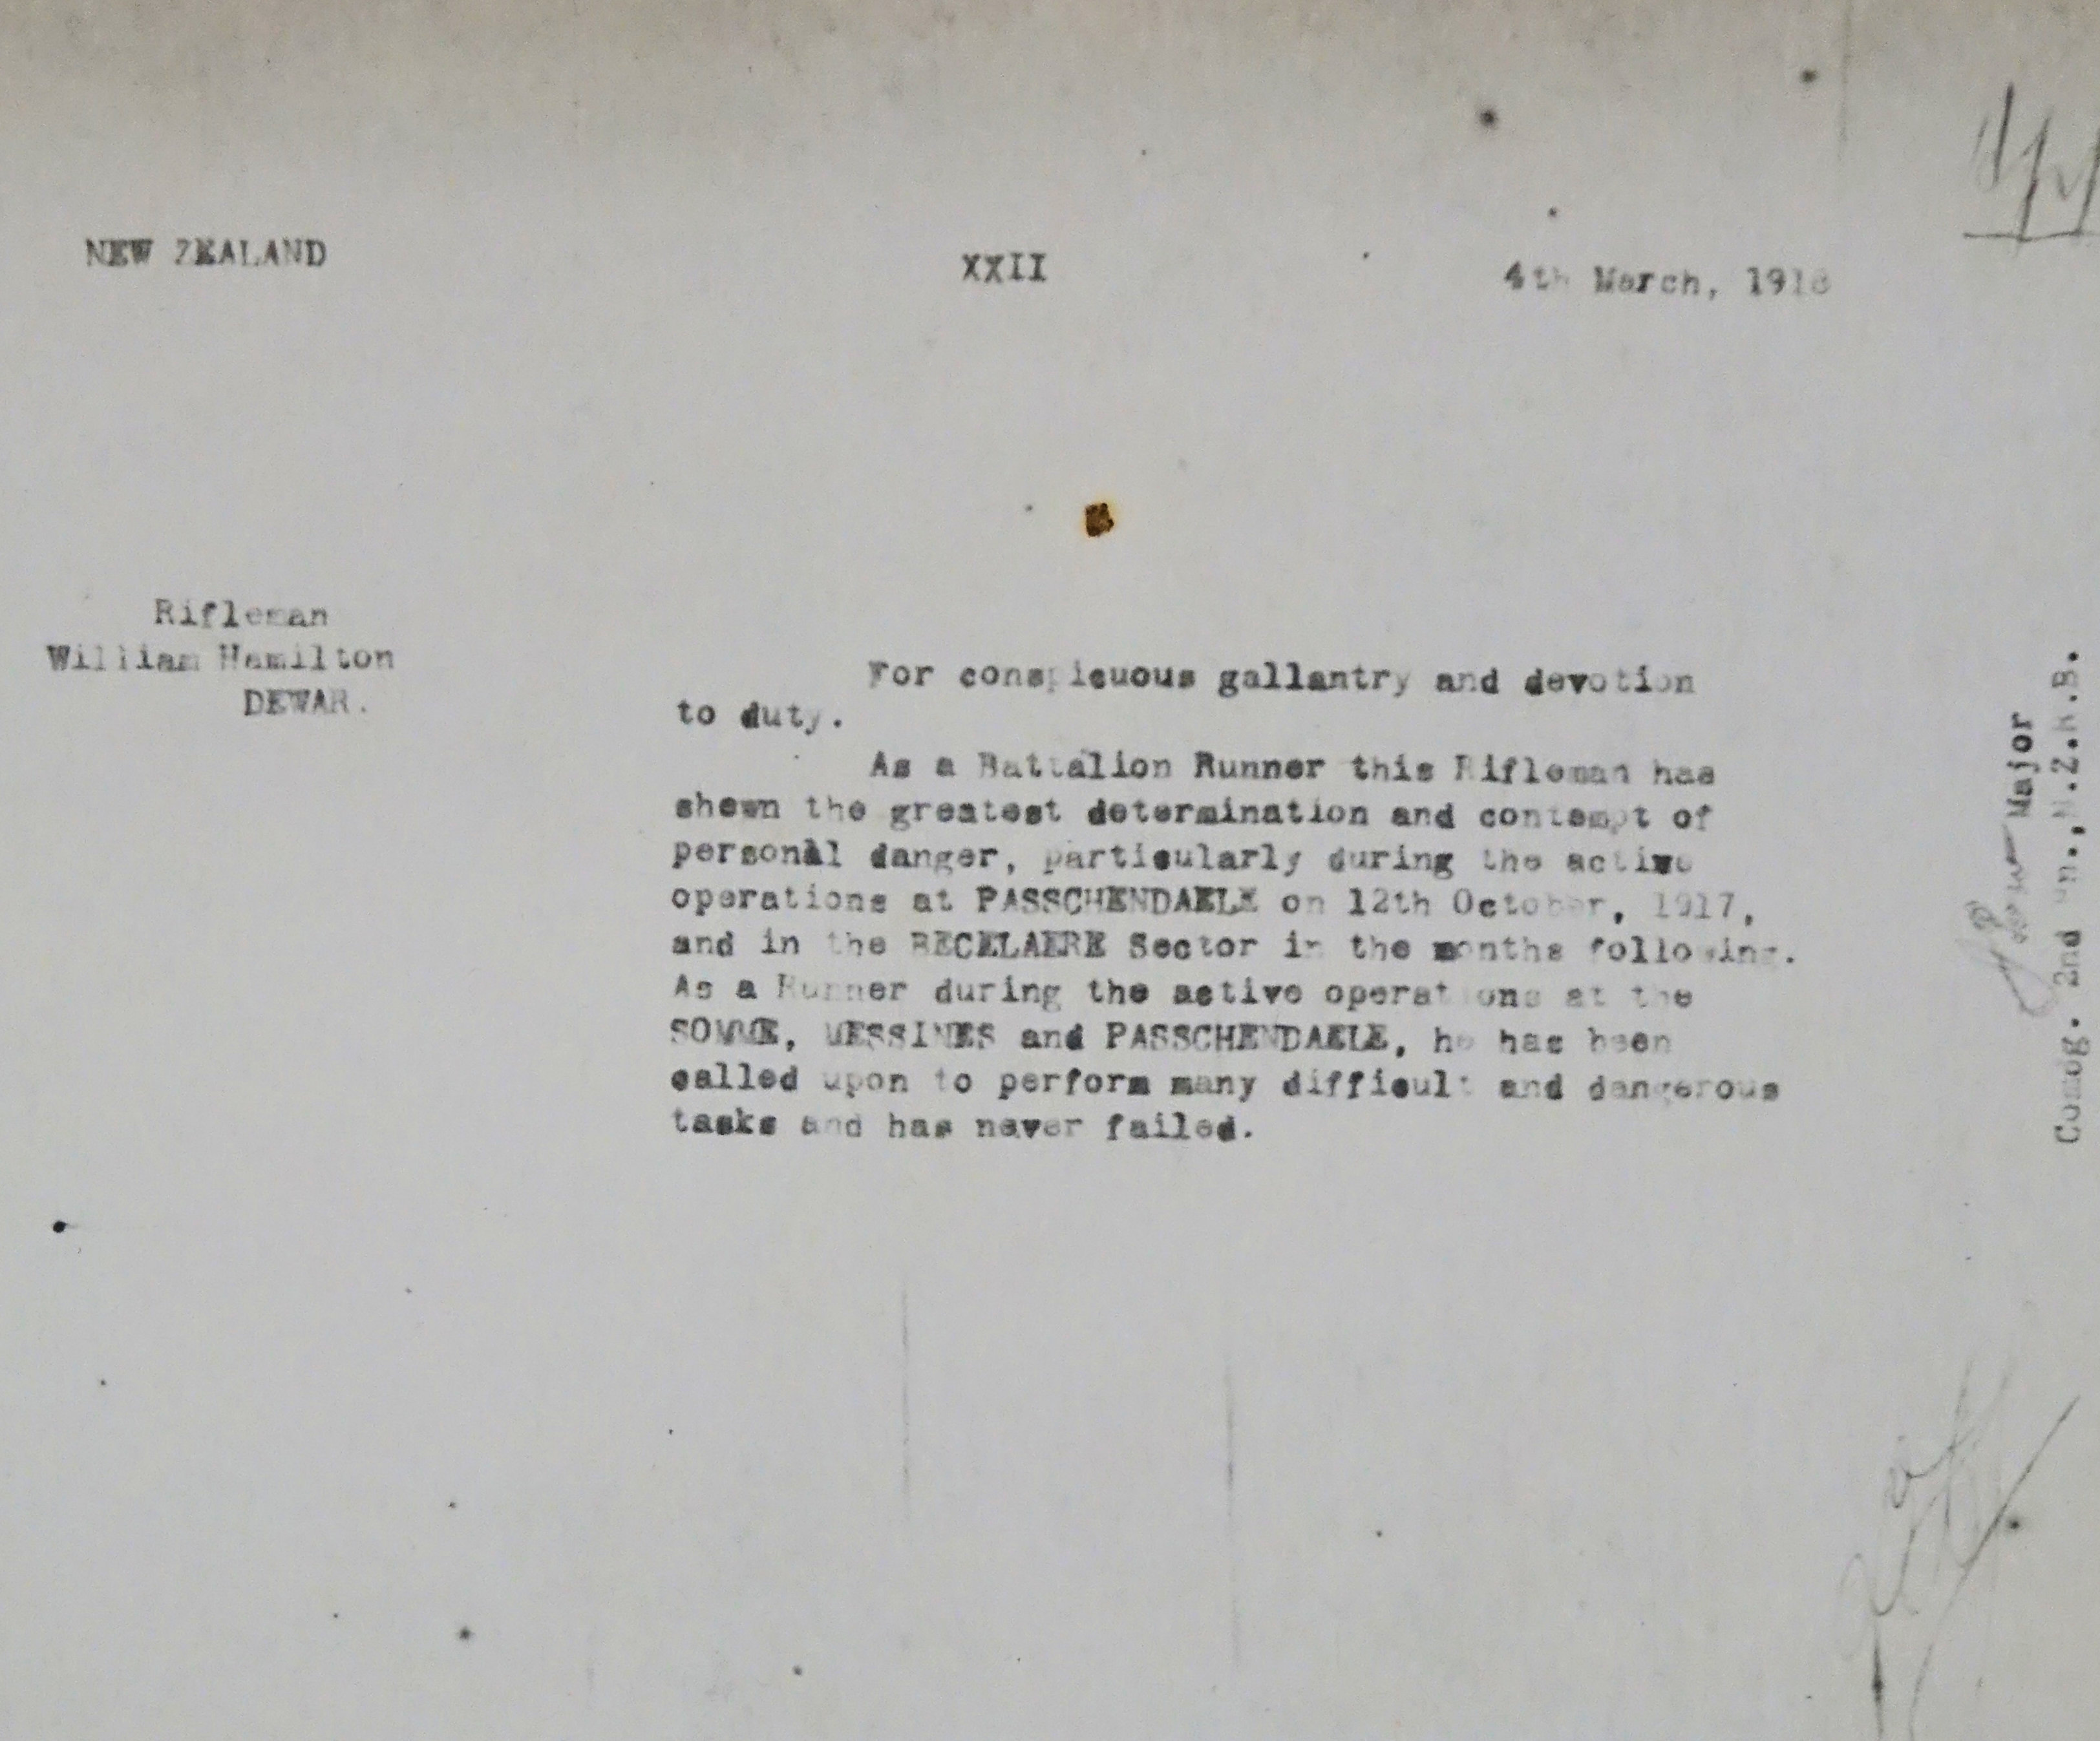 NEW ZEALAND
XXII
4th March, 1918
Rifleman
William Hamilton
DEWAR.
For conspicuous gallantry and devotion
to duty.
As a Battalion Runner this Rifleman has
shewn the greatest determination and contempt of
personal danger, particularly during the active
operations at PASSCHENDAELE on 12th October, 1917,
and in the BECELAERE Sector in the months following.
As a Runner during the active operations at the
SOMME, MESSINES and PASSCHENDAELE, he has been
called upon to perform many difficult and dangerous
tasks and has never failed.
Major
Comdg. 2nd Bn., N.Z.R.B.